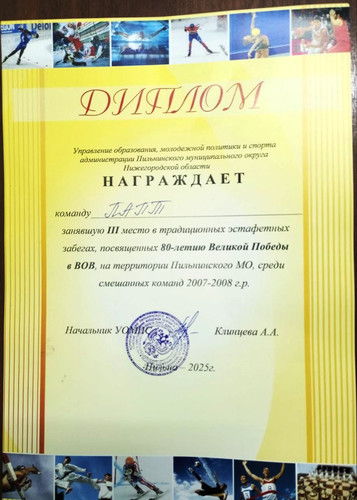 ДИПЛОМ
Управление образования, молодежной политики и спорта
администрации Пильнинского муниципального округа
Нижегородской области
НАГРАЖДАЕТ
команду ПАПТ
занявшую III место в традиционных эстафетных
забегах, посвященных 80-летию Великой Победы
в ВОВ, на территории Пильнинского МО, среди
смешанных команд 2007-2008 г.р.
Начальник УОМПС Клинцева А.А.
Пильна – 2025г.